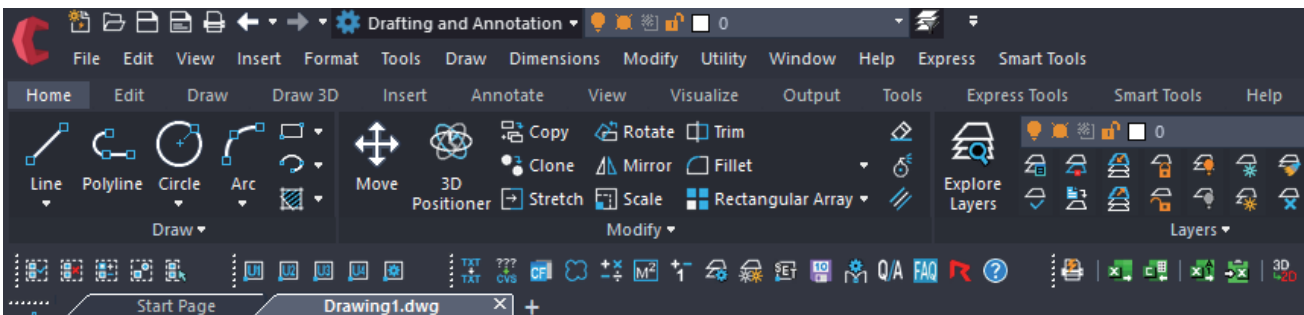 Drafting and Annotation 0
File Edit View Insert Format Tools Draw Dimensions Modify Utility Window Help Express Smart Tools
Home Edit Draw Draw 3D Insert Annotate View Visualize Output Tools Express Tools Smart Tools Help
Copy Rotate Trim 0
Clone Mirror Fillet
Line Polyline Circle Arc Move 3D Positioner Stretch Scale Rectangular Array Explore Layers
Draw Modify Layers
U1 U2 U3 U4 TXT TXT ??? CVS CF M² SET 10 Q/A FAQ ? 3D 2D
Start Page Drawing1.dwg